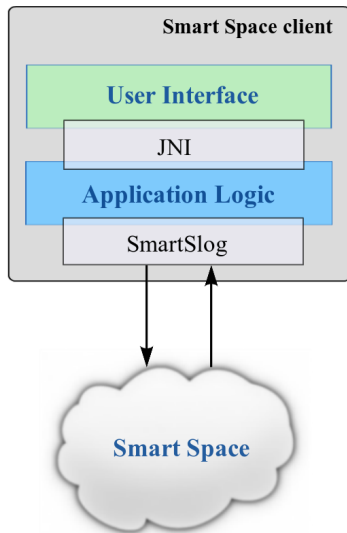 Smart Space client
User Interface
JNI
Application Logic
SmartSlog
Smart Space